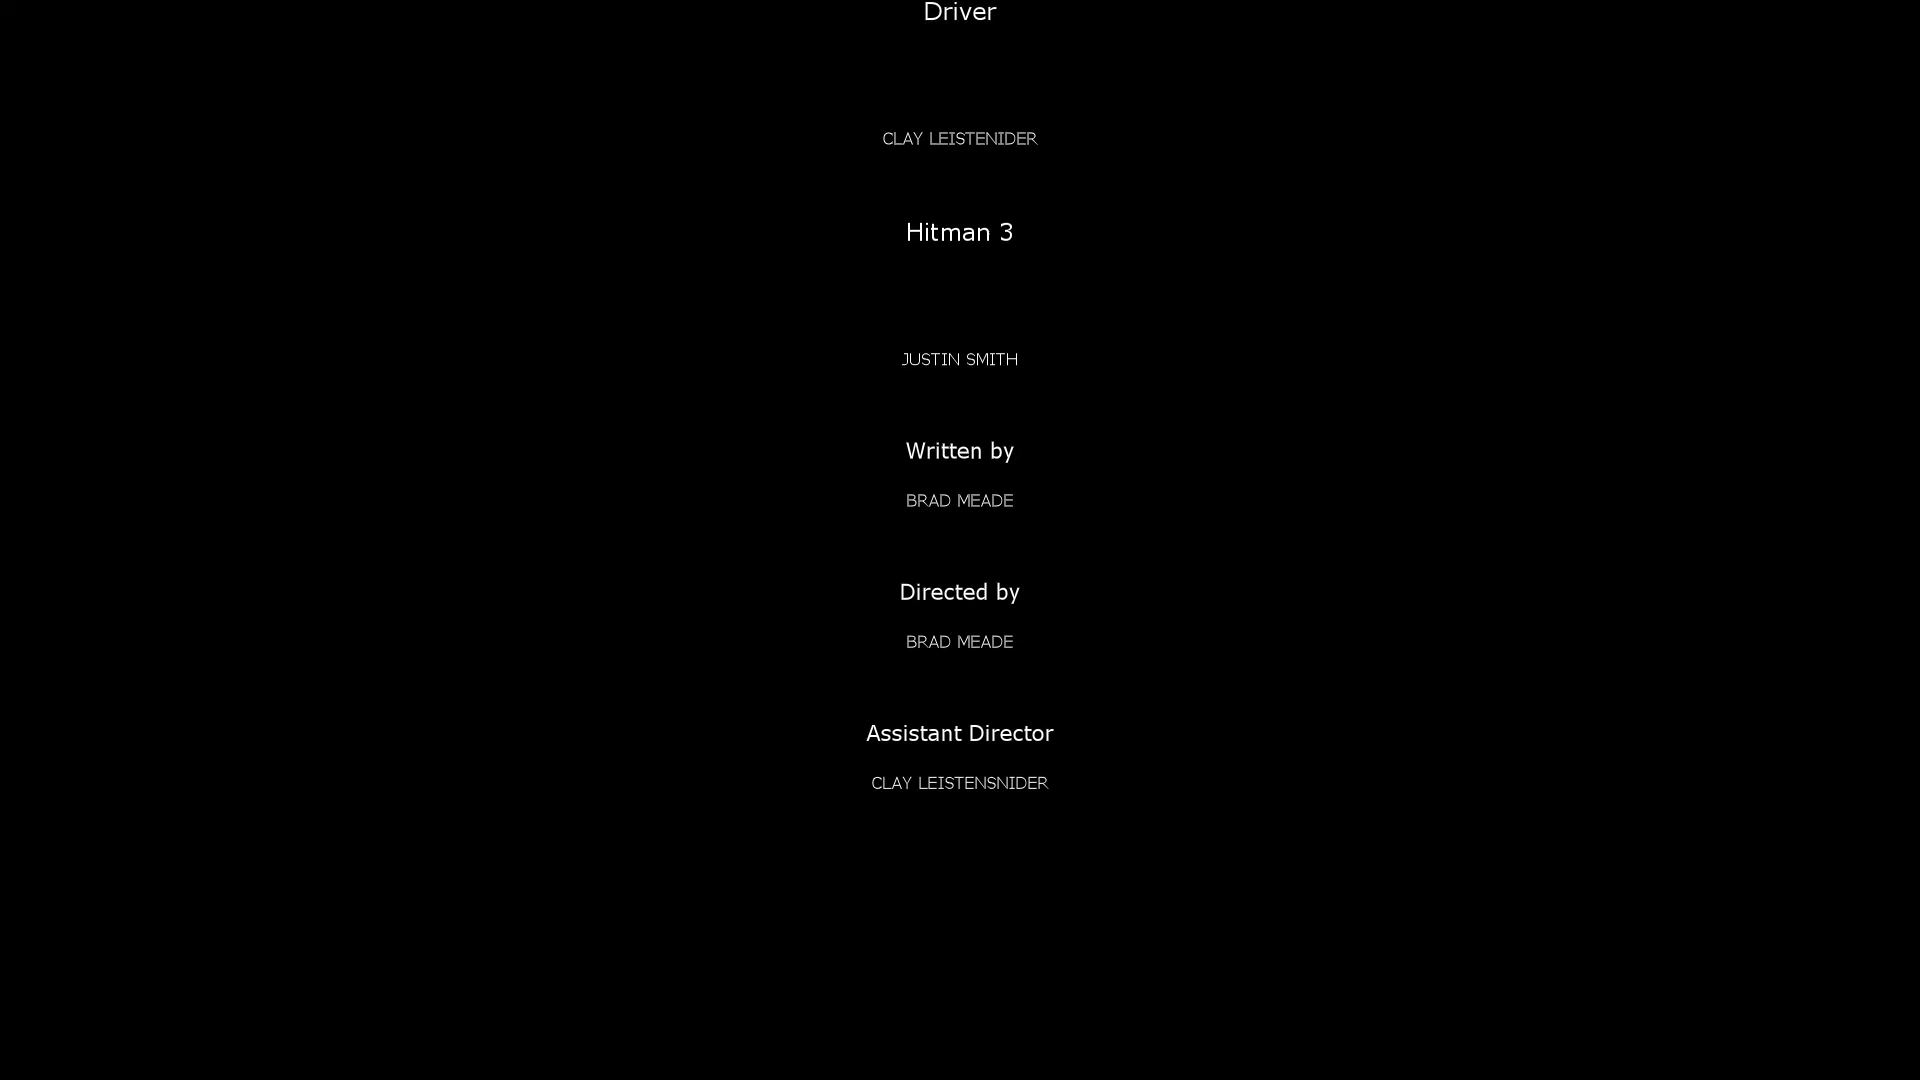 Driver
CLAY LEISTENIDER
Hitman 3
JUSTIN SMITH
Written by
BRAD MEADE
Directed by
BRAD MEADE
Assistant Director
CLAY LEISTENSNIDER